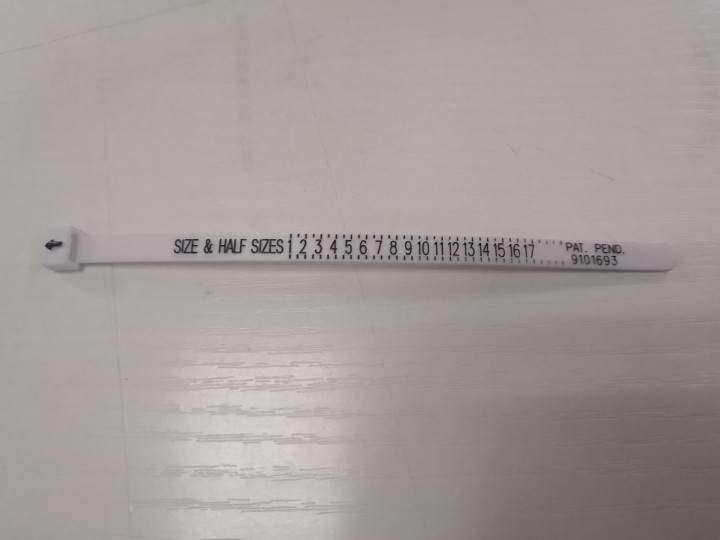 SIZE & HALF SIZES 1 2 3 4 5 6 7 8 9 10 11 12 13 14 15 16 17
PAT. PEND.
9101693